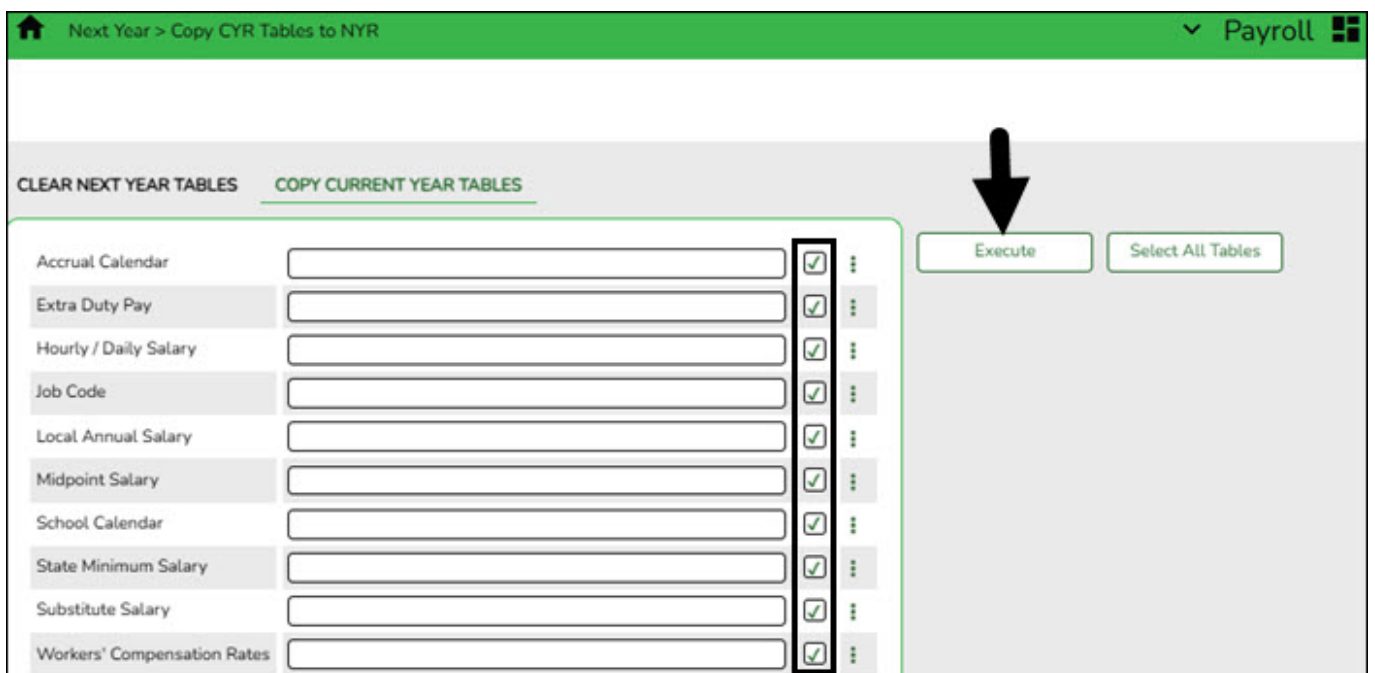 Next Year > Copy CYR Tables to NYR
Payroll
CLEAR NEXT YEAR TABLES
COPY CURRENT YEAR TABLES
Execute
Select All Tables
Accrual Calendar
Extra Duty Pay
Hourly / Daily Salary
Job Code
Local Annual Salary
Midpoint Salary
School Calendar
State Minimum Salary
Substitute Salary
Workers' Compensation Rates